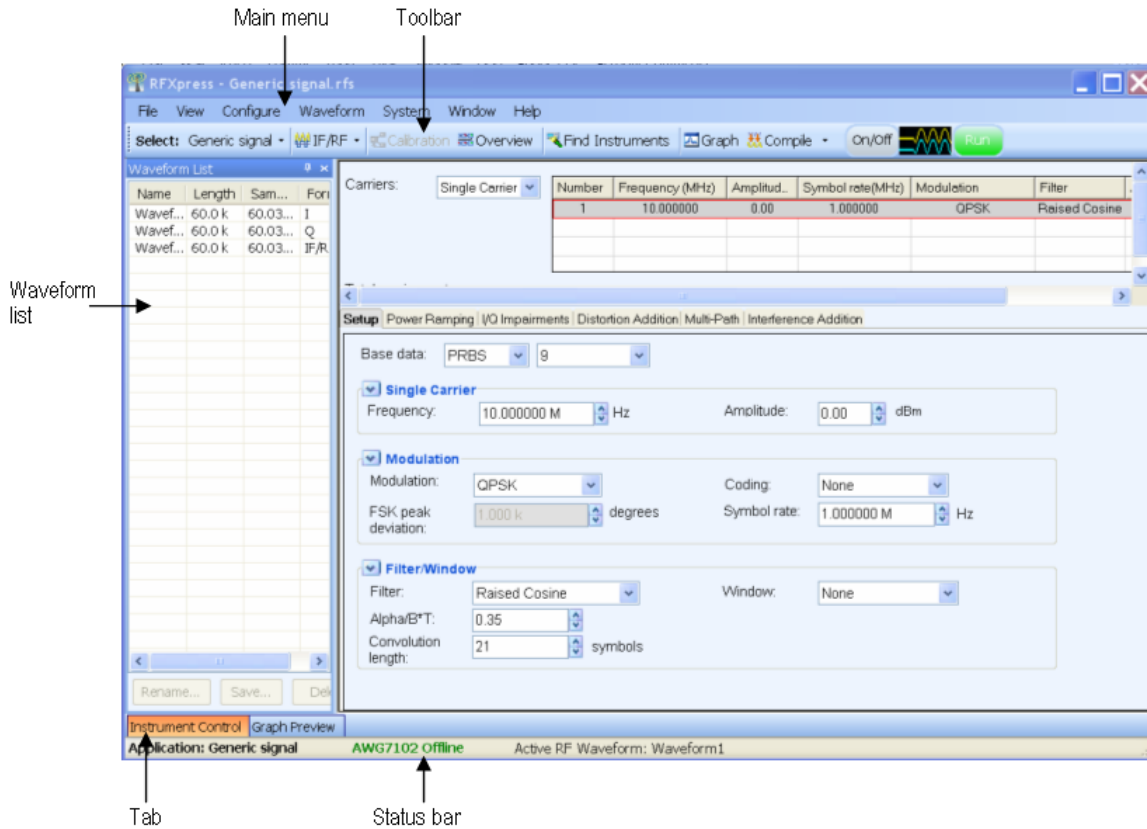 Main menu
Toolbar
RFXpress - Generic signal.rfs
File View Configure Waveform System Window Help
Select: Generic signal IF/RF Calibration Overview Find Instruments Graph Compile On/Off Run
Waveform List
Name Length Sam... Forr
Wavef... 60.0 k 60.03... I
Wavef... 60.0 k 60.03... Q
Wavef... 60.0 k 60.03... IF/R
Carriers: Single Carrier
Number Frequency (MHz) Amplitud... Symbol rate(MHz) Modulation Filter
1 10.000000 0.00 1.000000 QPSK Raised Cosine
Waveform
list
Setup Power Ramping I/Q Impairments Distortion Addition Multi-Path Interference Addition
Base data: PRBS 9
Single Carrier
Frequency: 10.000000 M Hz Amplitude: 0.00 dBm
Modulation
Modulation: QPSK Coding: None
FSK peak
deviation: 1.000 k degrees Symbol rate: 1.000000 M Hz
Filter/Window
Filter: Raised Cosine Window: None
Alpha/B*T: 0.35
Convolution
length: 21 symbols
Rename... Save... Del
Instrument Control Graph Preview
Application: Generic signal AWG7102 Offline Active RF Waveform: Waveform1
Tab
Status bar